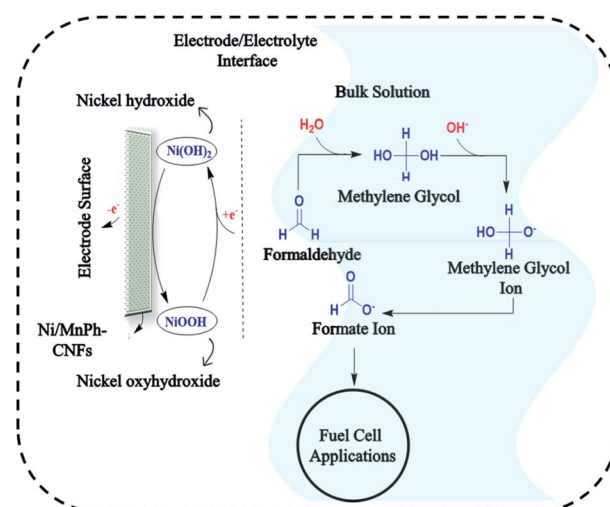 Electrode/Electrolyte
Interface
Bulk Solution
Nickel hydroxide
Ni(OH)₂
Electrode Surface
-e⁻
+e⁻
NiOOH
Ni/MnPh-
CNFs
Nickel oxyhydroxide
H₂O
OH⁻
O
H H
Formaldehyde
H
HO OH
H
Methylene Glycol
H
HO O⁻
H
Methylene Glycol
Ion
O
H O⁻
Formate Ion
Fuel Cell
Applications